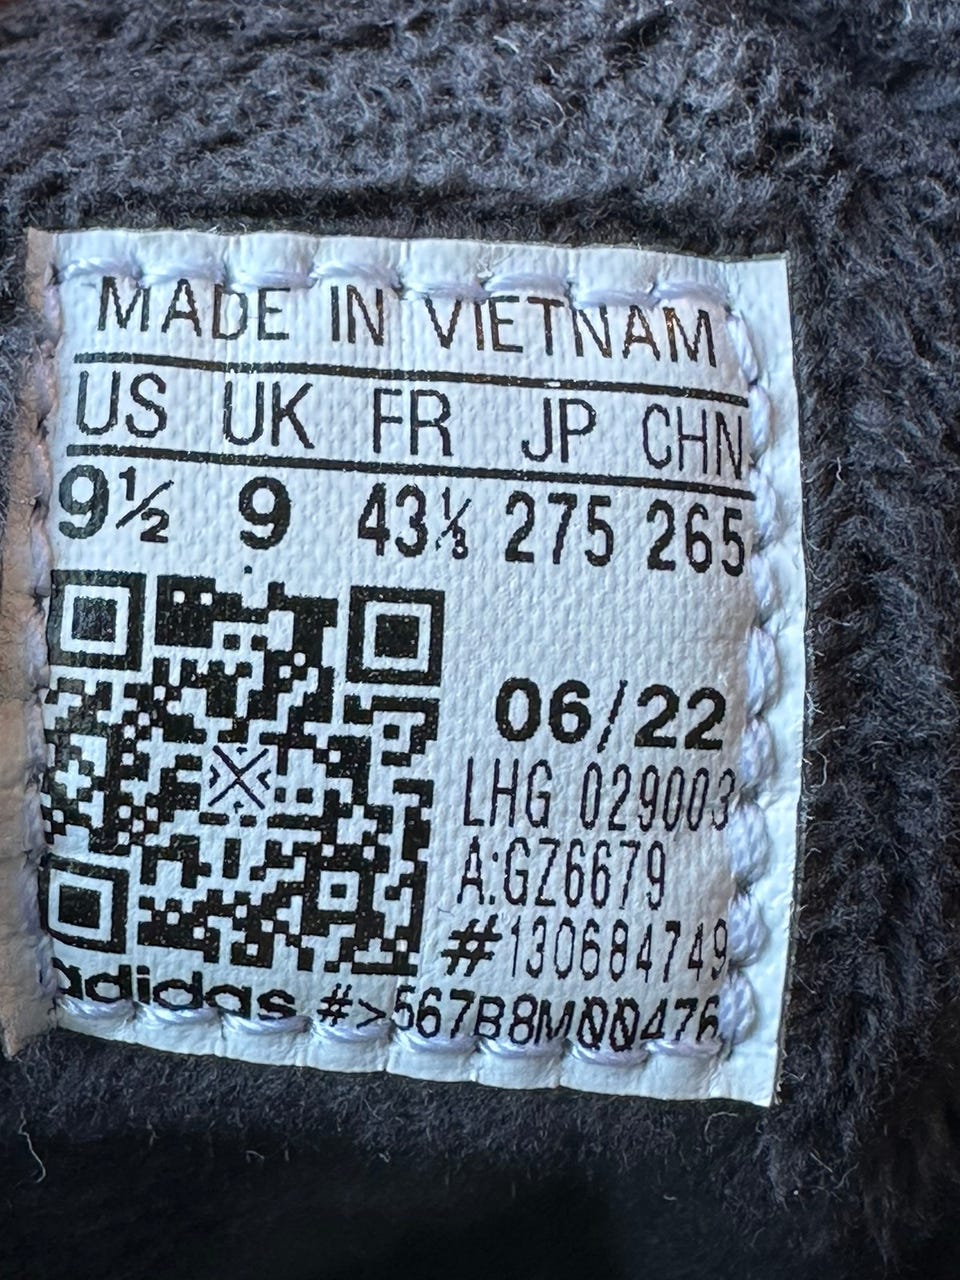 MADE IN VIETNAM
US UK FR JP CHN
9½ 9 43⅓ 275 265
06/22
LHG 029003
A:GZ6679
#130684749
adidas #>567B8M00476